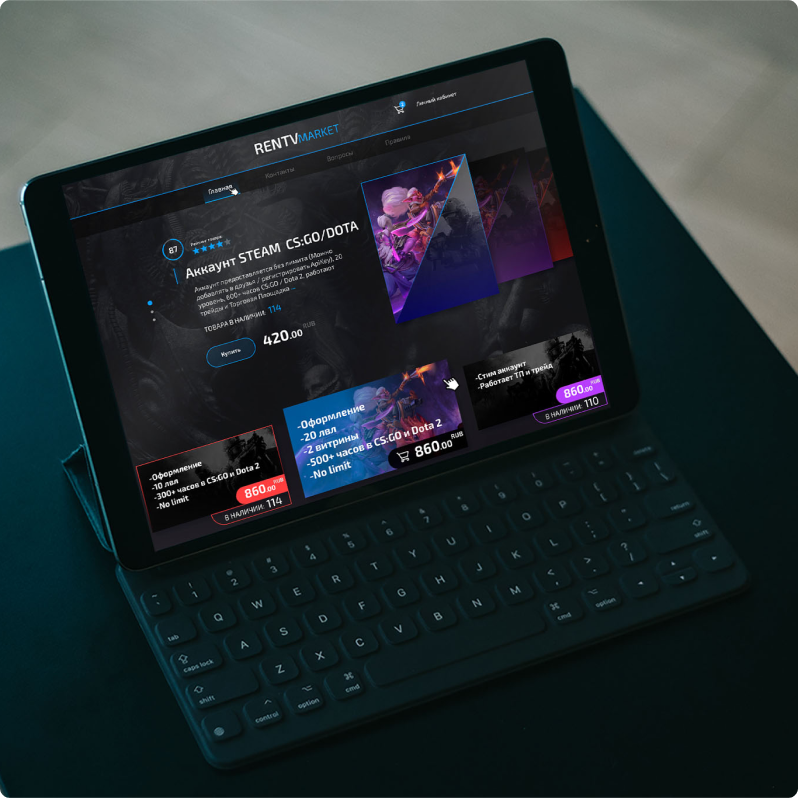 1
Личный кабинет
RENTVMARKET
Главная
Контакты
Вопросы
Правила
87
Рейтинг товара
Аккаунт STEAM CS:GO/DOTA
Аккаунт предоставляется без лимита (Можно
добавлять в друзья / регистрировать ApiKey), 20
уровень, 600+ часов CS:GO / Dota 2, работают
трейды и Торговая Площадка ...
ТОВАРА В НАЛИЧИИ: 114
Купить
420.00 RUB
-Оформление
-10 лвл
-300+ часов в CS:GO и Dota 2
-No limit
860.00 RUB
В НАЛИЧИИ: 114
-Оформление
-20 лвл
-2 витрины
-500+ часов в CS:GO и Dota 2
-No limit
860.00 RUB
-Стим аккаунт
-Работает ТП и трейд
860.00 RUB
В НАЛИЧИИ: 110
~ ` ! 1 @ 2 # 3 $ 4 % 5 ^ 6 & 7 8 9 0
tab Q W E R T Y U I O P
caps lock A S D F G H J K L : ; " ' return
shift Z X C V B N M < , > . ? / shift
control option cmd cmd option